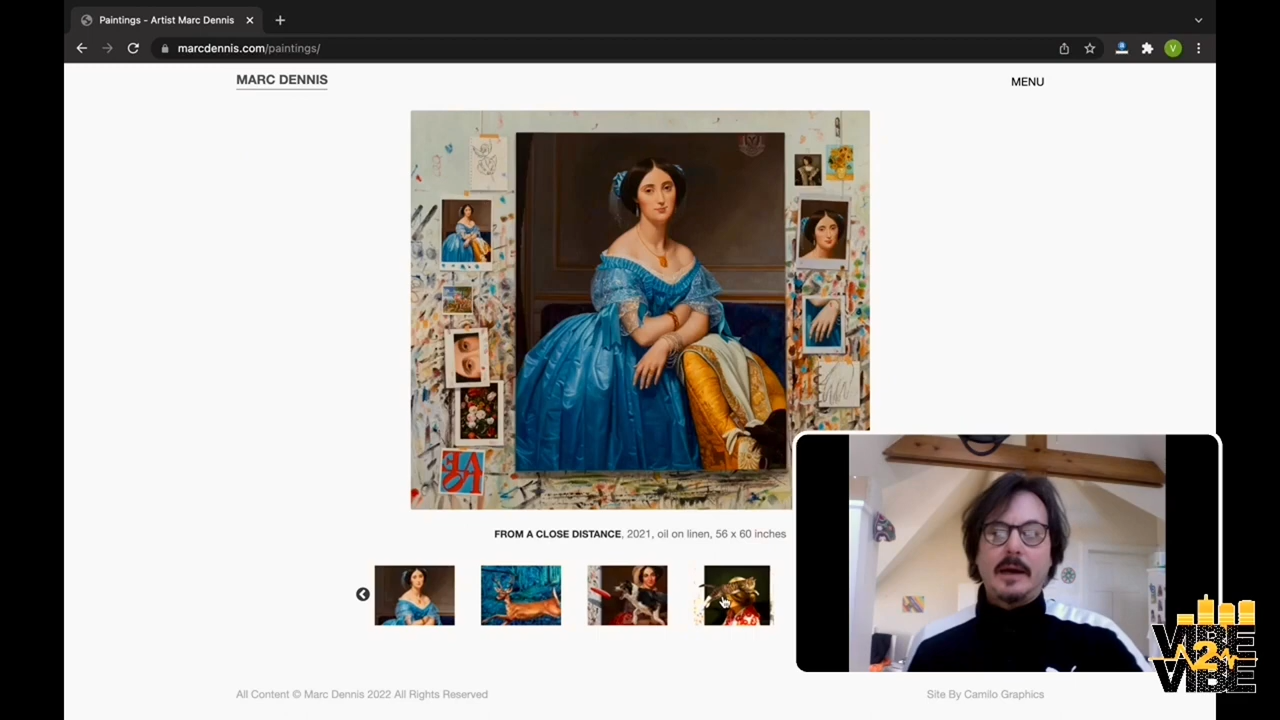 Paintings - Artist Marc Dennis
marcdennis.com/paintings/
V
MARC DENNIS
MENU
FROM A CLOSE DISTANCE, 2021, oil on linen, 56 x 60 inches
All Content © Marc Dennis 2022 All Rights Reserved
Site By Camilo Graphics
VIBE
2
VIBE